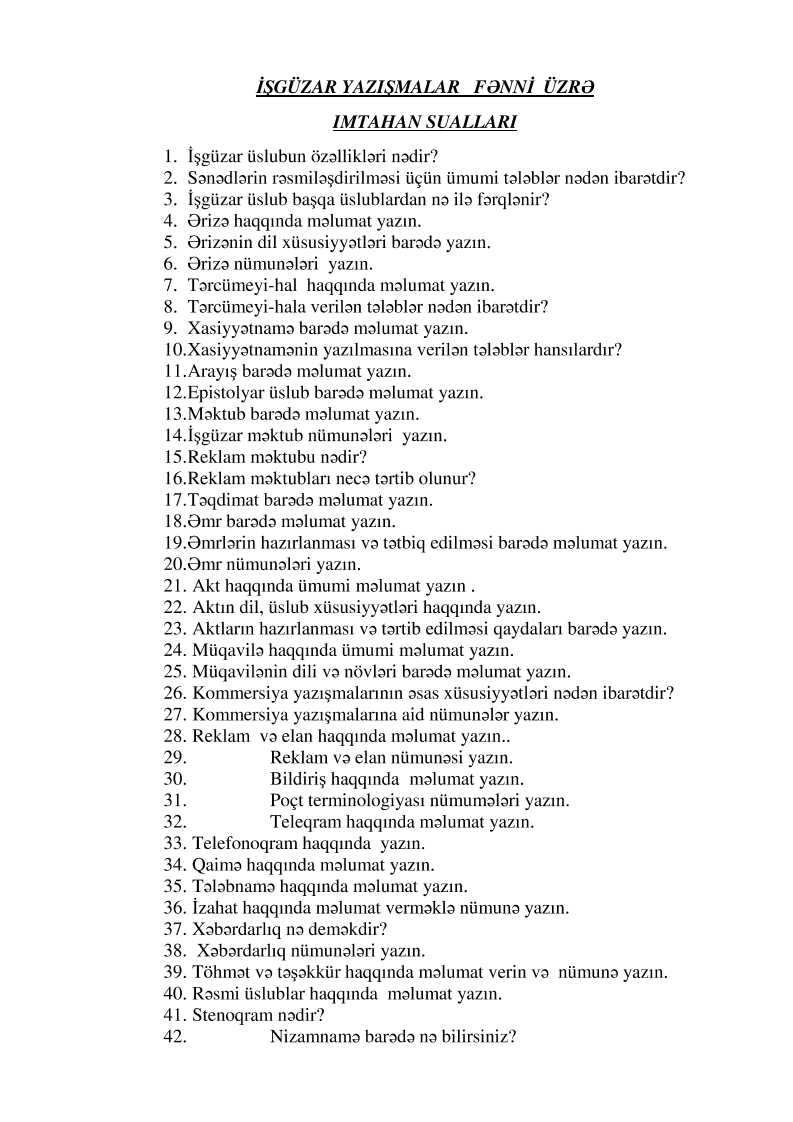 İŞGÜZAR YAZIŞMALAR FƏNNİ ÜZRƏ
IMTAHAN SUALLARI
1. İşgüzar üslubun özəllikləri nədir?
2. Sənədlərin rəsmiləşdirilməsi üçün ümumi tələblər nədən ibarətdir?
3. İşgüzar üslub başqa üslublardan nə ilə fərqlənir?
4. Ərizə haqqında məlumat yazın.
5. Ərizənin dil xüsusiyyətləri barədə yazın.
6. Ərizə nümunələri yazın.
7. Tərcümeyi-hal haqqında məlumat yazın.
8. Tərcümeyi-hala verilən tələblər nədən ibarətdir?
9. Xasiyyətnamə barədə məlumat yazın.
10.Xasiyyətnamənin yazılmasına verilən tələblər hansılardır?
11.Arayış barədə məlumat yazın.
12.Epistolyar üslub barədə məlumat yazın.
13.Məktub barədə məlumat yazın.
14.İşgüzar məktub nümunələri yazın.
15.Reklam məktubu nədir?
16.Reklam məktubları necə tərtib olunur?
17.Təqdimat barədə məlumat yazın.
18.Əmr barədə məlumat yazın.
19.Əmrlərin hazırlanması və tətbiq edilməsi barədə məlumat yazın.
20.Əmr nümunələri yazın.
21. Akt haqqında ümumi məlumat yazın .
22. Aktın dil, üslub xüsusiyyətləri haqqında yazın.
23. Aktların hazırlanması və tərtib edilməsi qaydaları barədə yazın.
24. Müqavilə haqqında ümumi məlumat yazın.
25. Müqavilənin dili və növləri barədə məlumat yazın.
26. Kommersiya yazışmalarının əsas xüsusiyyətləri nədən ibarətdir?
27. Kommersiya yazışmalarına aid nümunələr yazın.
28. Reklam və elan haqqında məlumat yazın..
29. Reklam və elan nümunəsi yazın.
30. Bildiriş haqqında məlumat yazın.
31. Poçt terminologiyası nümumələri yazın.
32. Teleqram haqqında məlumat yazın.
33. Telefonoqram haqqında yazın.
34. Qaimə haqqında məlumat yazın.
35. Tələbnamə haqqında məlumat yazın.
36. İzahat haqqında məlumat verməklə nümunə yazın.
37. Xəbərdarlıq nə deməkdir?
38. Xəbərdarlıq nümunələri yazın.
39. Töhmət və təşəkkür haqqında məlumat verin və nümunə yazın.
40. Rəsmi üslublar haqqında məlumat yazın.
41. Stenoqram nədir?
42. Nizamnamə barədə nə bilirsiniz?